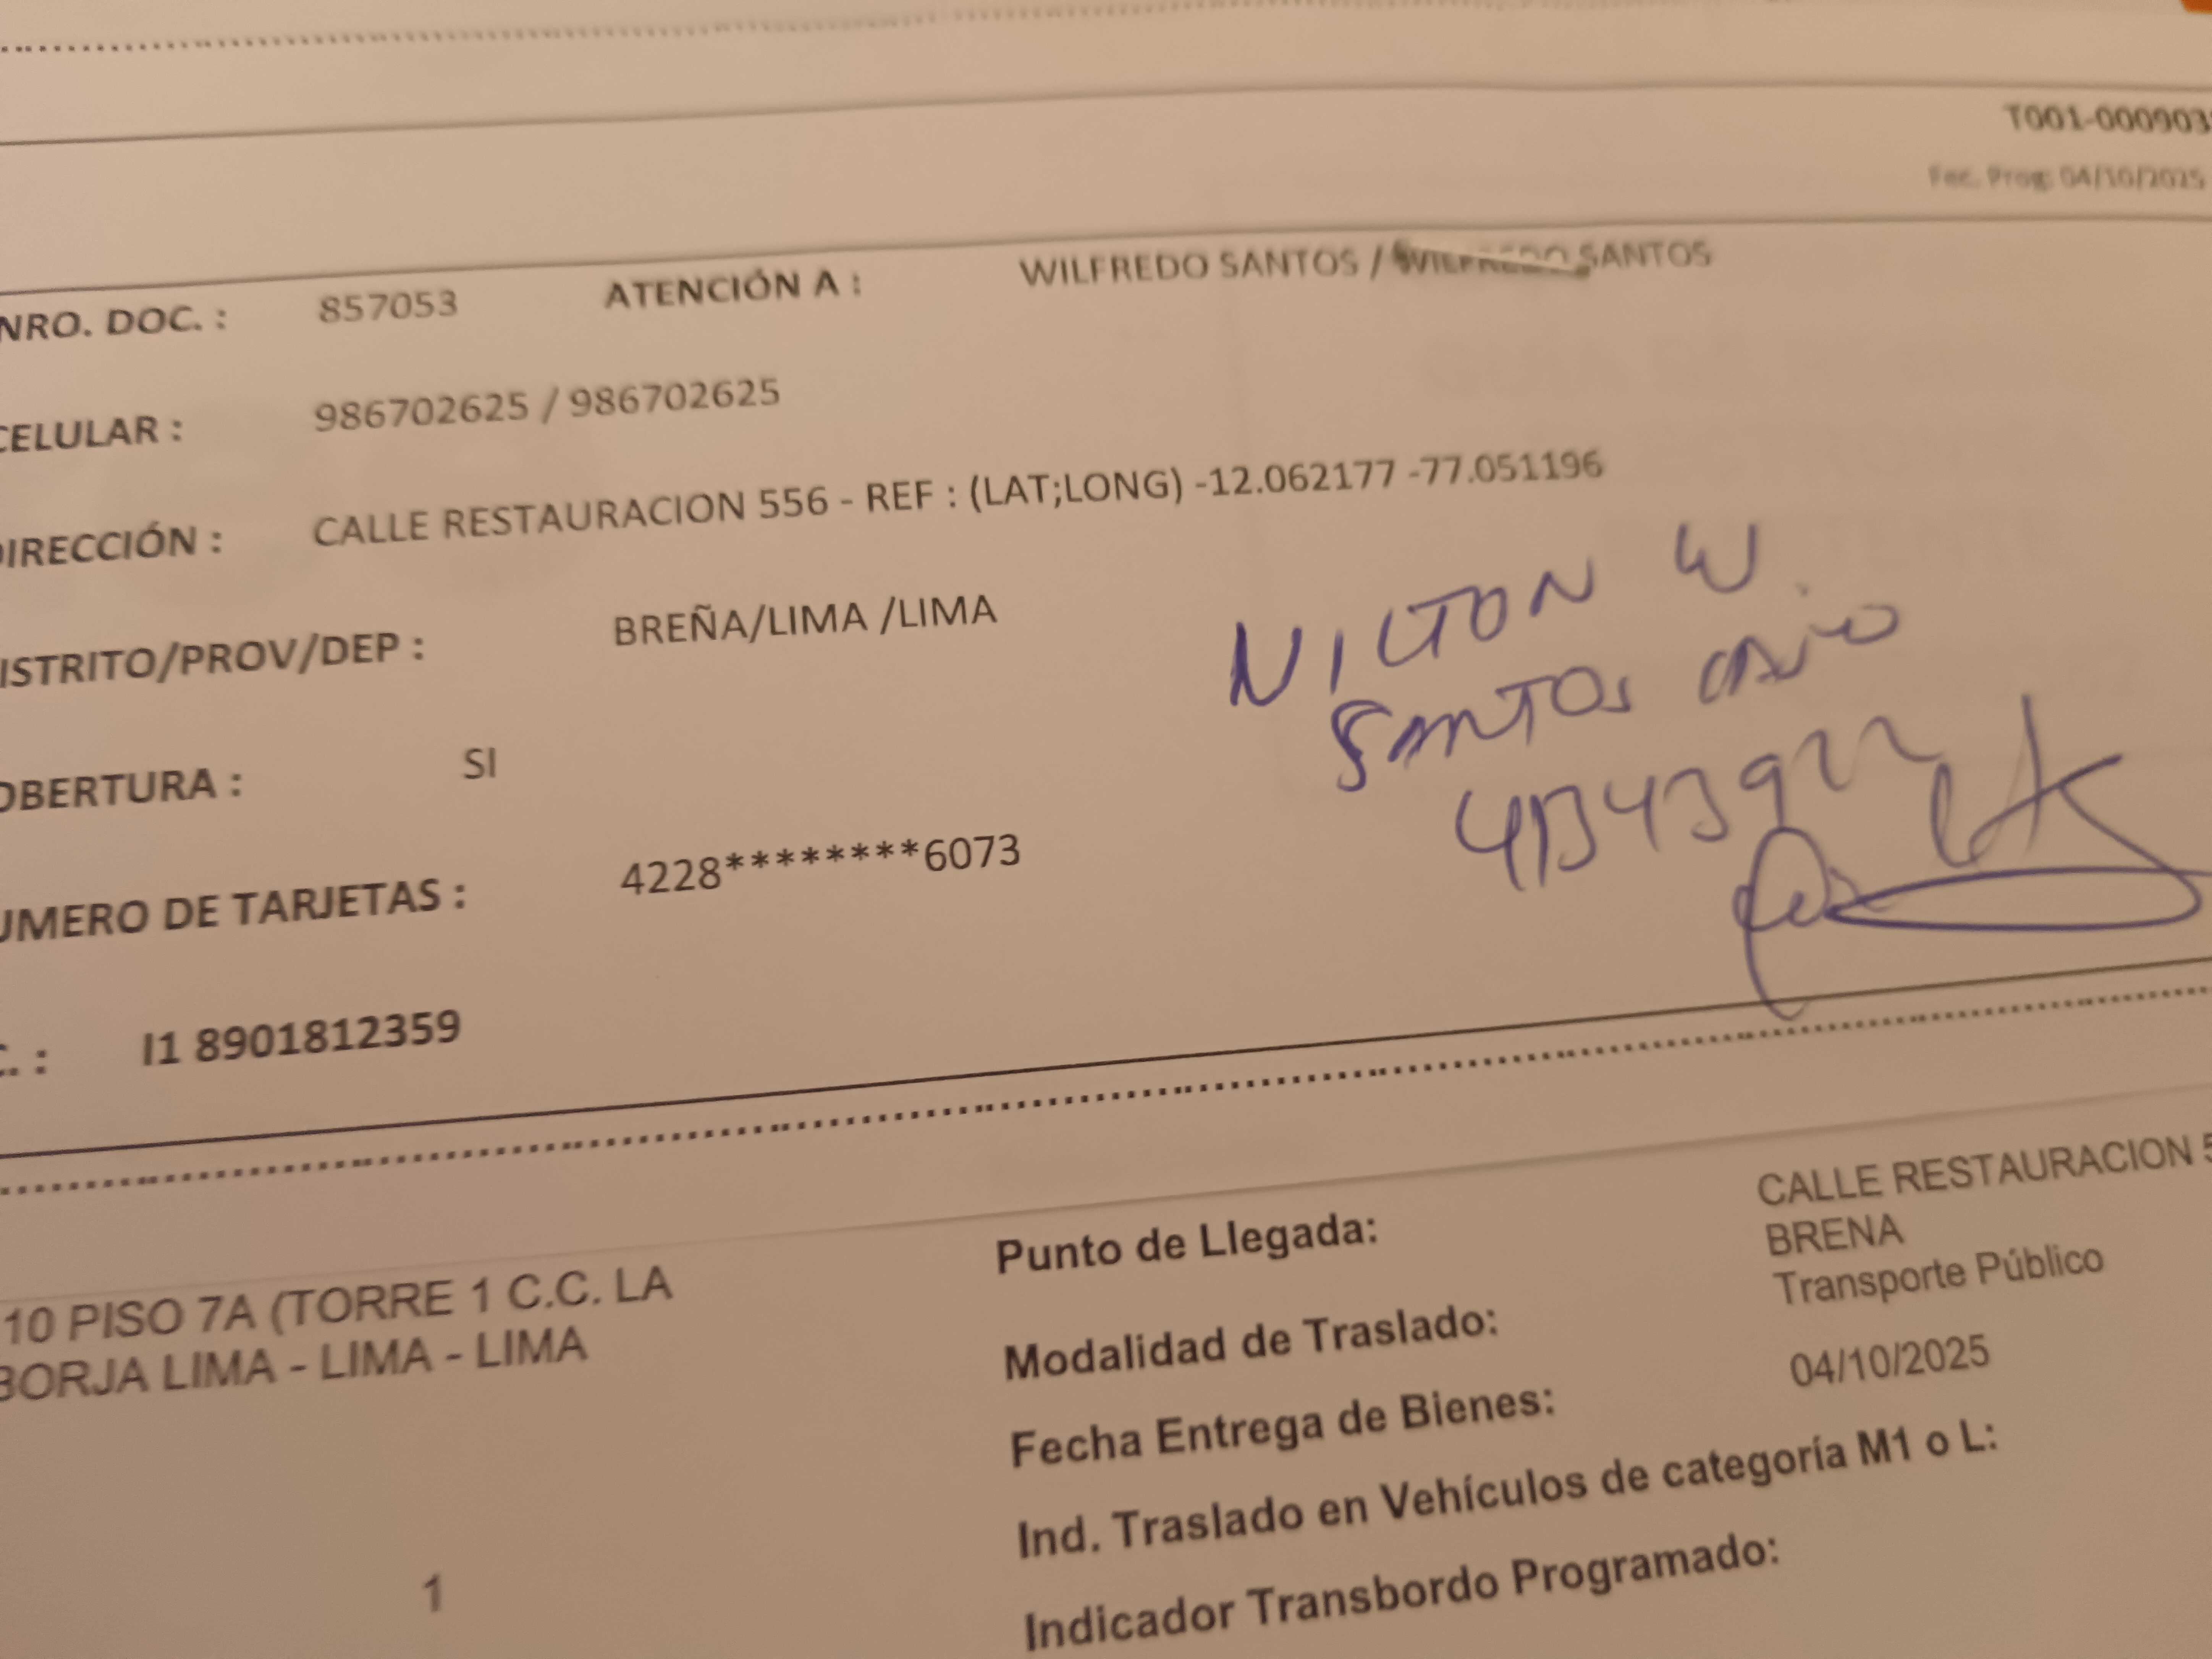 T001-000903
Fec. Prog: 04/10/2025
NRO. DOC. : 857053 ATENCIÓN A : WILFREDO SANTOS / WILFREDO SANTOS
CELULAR : 986702625 / 986702625
DIRECCIÓN : CALLE RESTAURACION 556 - REF : (LAT;LONG) -12.062177 -77.051196
ISTRITO/PROV/DEP : BREÑA/LIMA /LIMA
OBERTURA : SI
UMERO DE TARJETAS : 4228********6073
C. : I1 8901812359
NILTON W.
SANTOS
10 PISO 7A (TORRE 1 C.C. LA
BORJA LIMA - LIMA - LIMA
1
Punto de Llegada: CALLE RESTAURACION 5
BRENA
Modalidad de Traslado: Transporte Público
Fecha Entrega de Bienes: 04/10/2025
Ind. Traslado en Vehículos de categoría M1 o L:
Indicador Transbordo Programado: